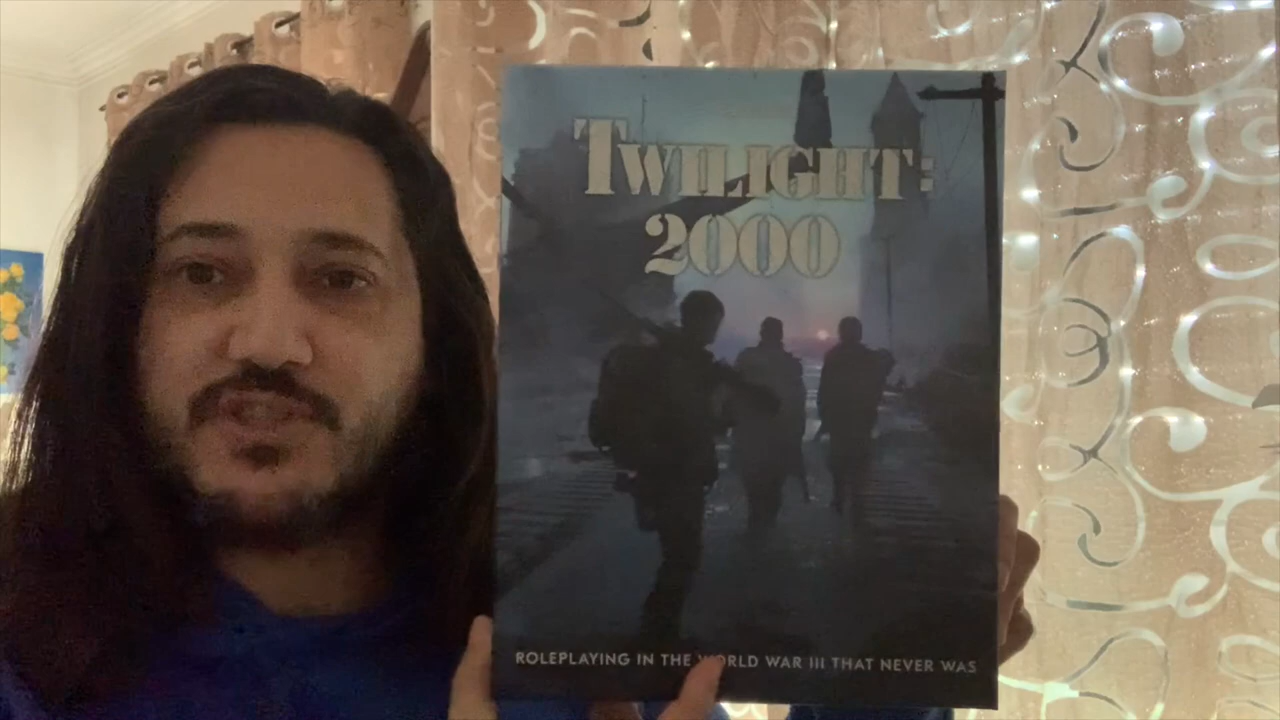 TWILIGHT:
2000
ROLEPLAYING IN THE WORLD WAR III THAT NEVER WAS